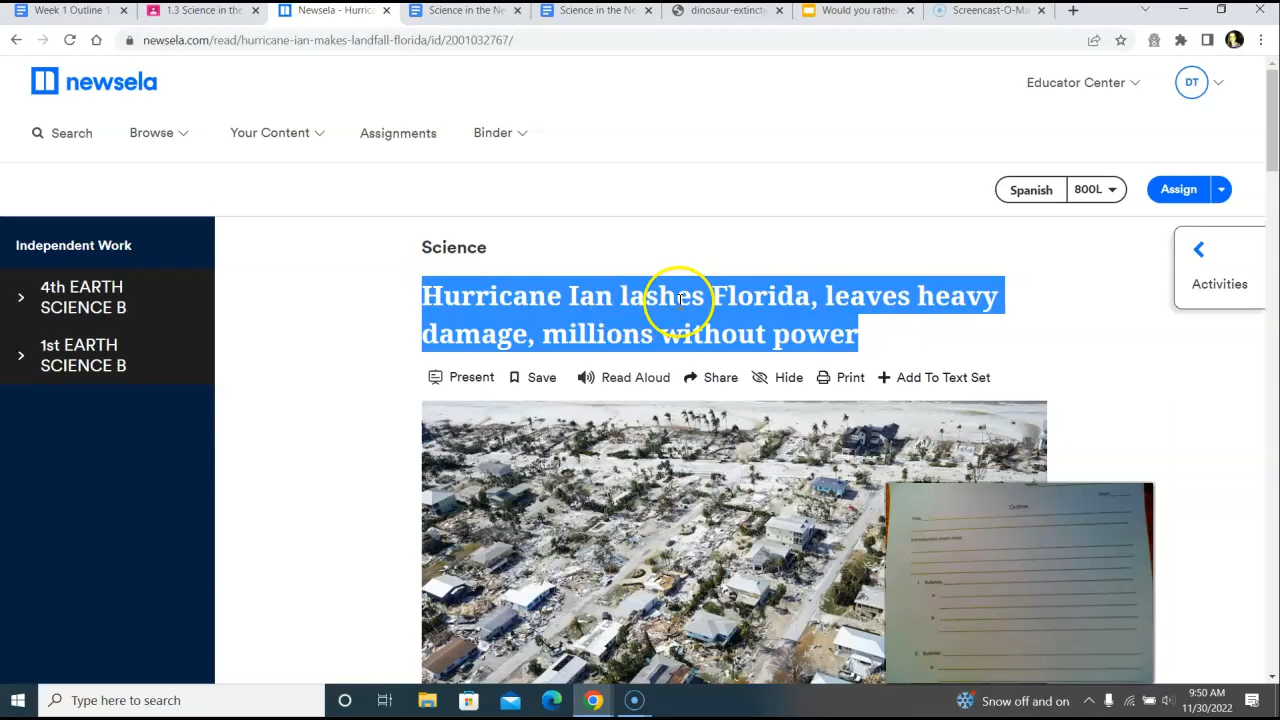 Week 1 Outline 1
1.3 Science in the
Newsela - Hurric
Science in the Ne
Science in the Ne
dinosaur-extincti
Would you rathe
Screencast-O-Ma
newsela.com/read/hurricane-ian-makes-landfall-florida/id/2001032767/
newsela
Educator Center
DT
Search
Browse
Your Content
Assignments
Binder
Spanish
800L
Assign
Independent Work
4th EARTH
SCIENCE B
1st EARTH
SCIENCE B
Science
Hurricane Ian lashes Florida, leaves heavy
damage, millions without power
Activities
Present
Save
Read Aloud
Share
Hide
Print
Add To Text Set
Outline
Type here to search
Snow off and on
9:50 AM
11/30/2022